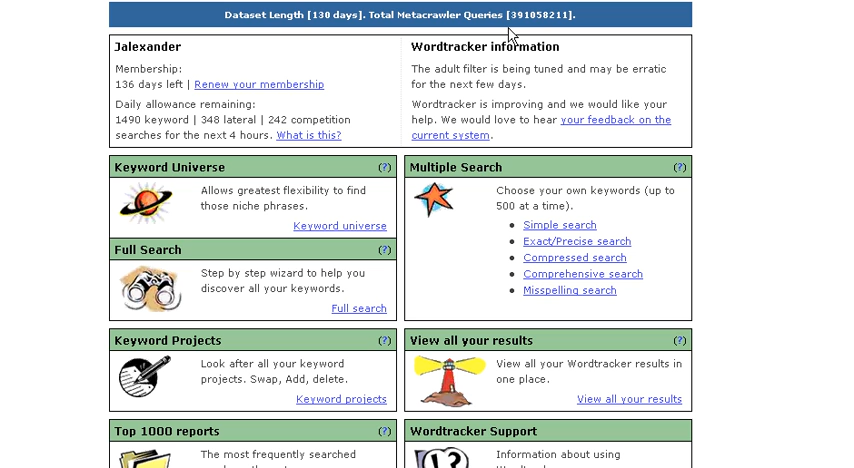 Dataset Length [130 days]. Total Metacrawler Queries [391058211].
Jalexander
Membership:
136 days left | Renew your membership
Daily allowance remaining:
1490 keyword | 348 lateral | 242 competition
searches for the next 4 hours. What is this?
Wordtracker information
The adult filter is being tuned and may be erratic
for the next few days.
Wordtracker is improving and we would like your
help. We would love to hear your feedback on the
current system.
Keyword Universe (?)
Allows greatest flexibility to find
those niche phrases.
Keyword universe
Full Search (?)
Step by step wizard to help you
discover all your keywords.
Full search
Multiple Search (?)
Choose your own keywords (up to
500 at a time).
Simple search
Exact/Precise search
Compressed search
Comprehensive search
Misspelling search
Keyword Projects (?)
Look after all your keyword
projects. Swap, Add, delete.
Keyword projects
View all your results (?)
View all your Wordtracker results in
one place.
View all your results
Top 1000 reports (?)
The most frequently searched
Wordtracker Support
Information about using